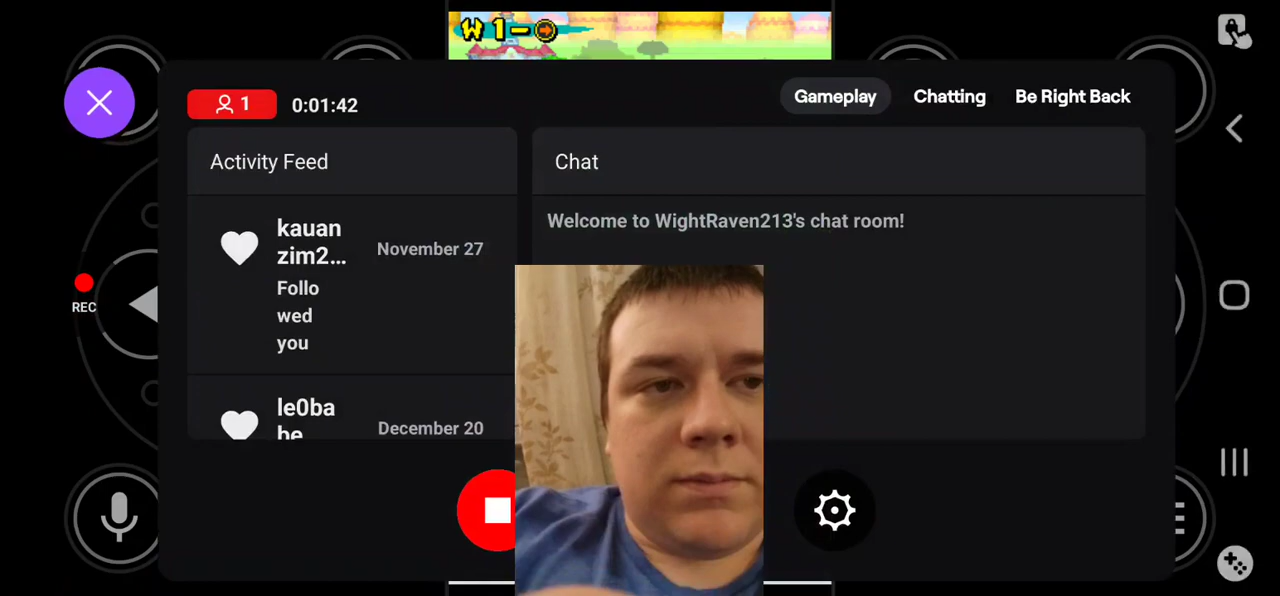 W 1-
1
0:01:42
Gameplay
Chatting
Be Right Back
Activity Feed
Chat
kauan
zim2...
November 27
Follo
wed
you
Welcome to WightRaven213's chat room!
REC
le0ba
be
December 20